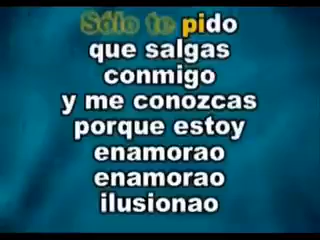 Sólo te pido
que salgas
conmigo
y me conozcas
porque estoy
enamorao
enamorao
ilusionao